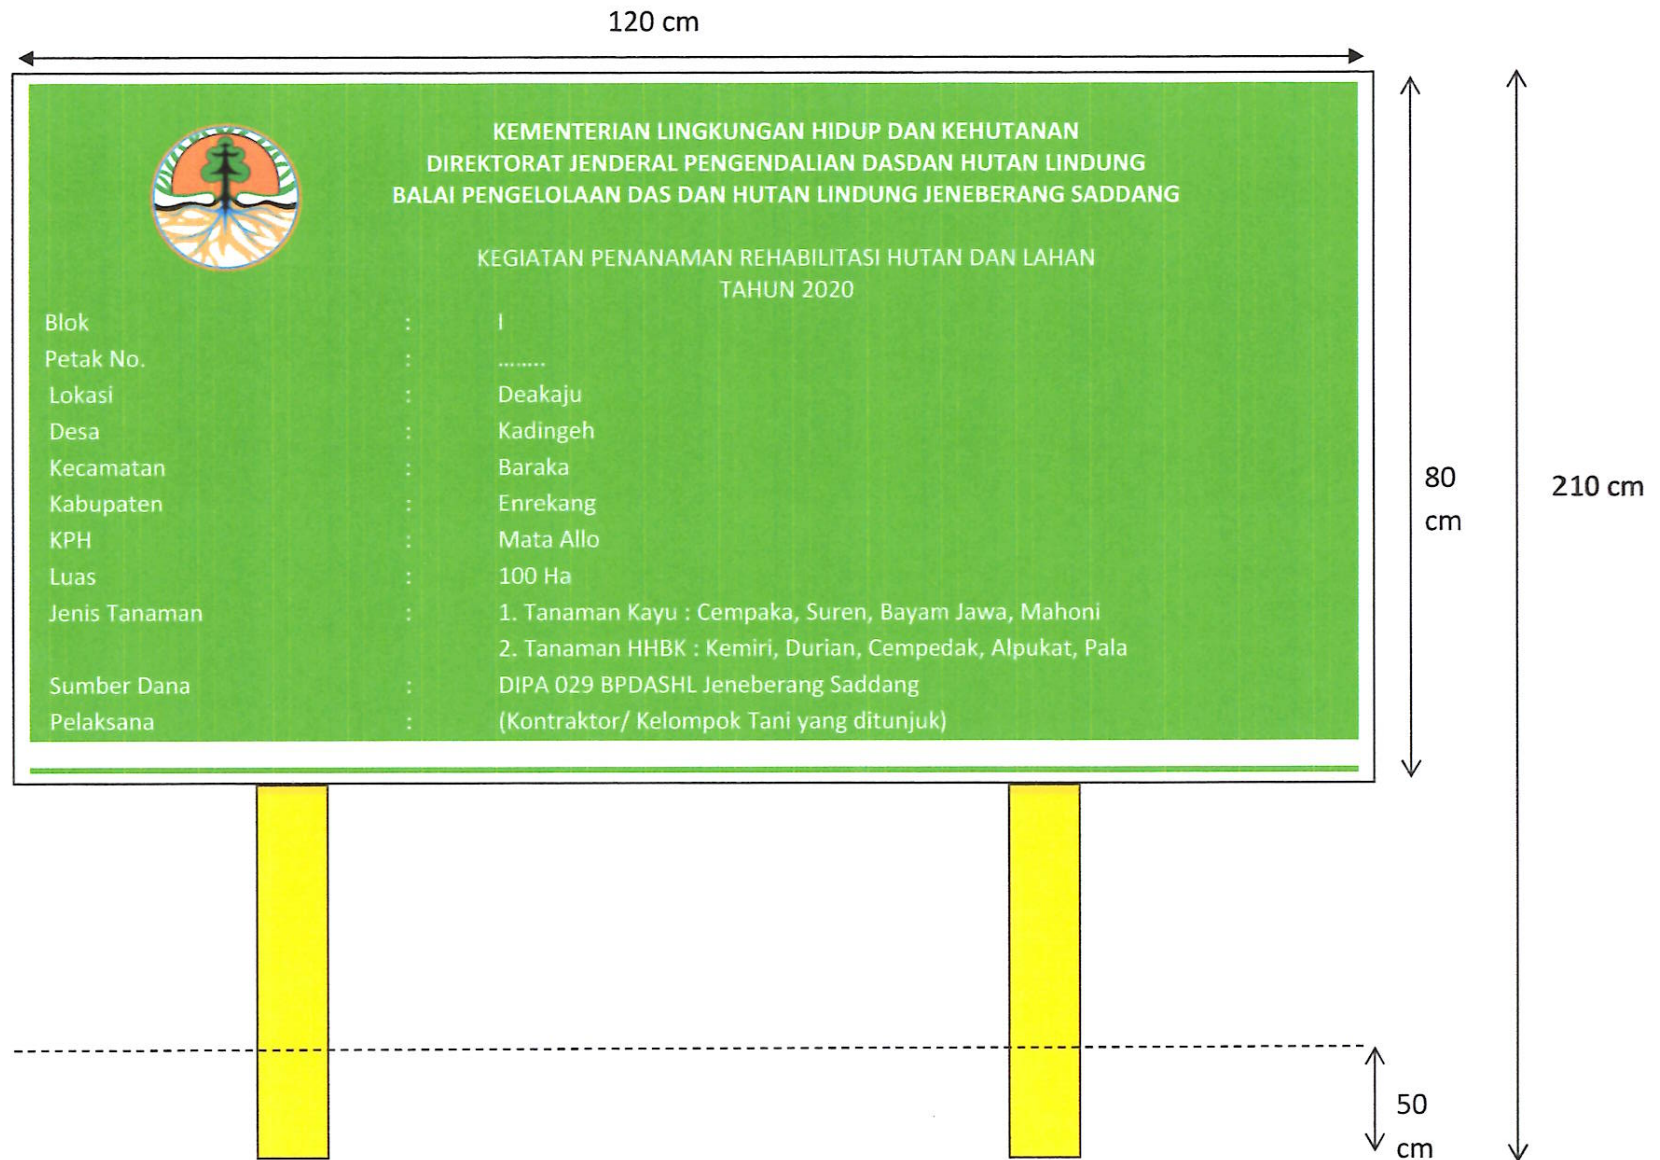 120 cm
KEMENTERIAN LINGKUNGAN HIDUP DAN KEHUTANAN
DIREKTORAT JENDERAL PENGENDALIAN DASDAN HUTAN LINDUNG
BALAI PENGELOLAAN DAS DAN HUTAN LINDUNG JENEBERANG SADDANG
KEGIATAN PENANAMAN REHABILITASI HUTAN DAN LAHAN
TAHUN 2020
Blok : I
Petak No. : ........
Lokasi : Deakaju
Desa : Kadingeh
Kecamatan : Baraka
Kabupaten : Enrekang
KPH : Mata Allo
Luas : 100 Ha
Jenis Tanaman : 1. Tanaman Kayu : Cempaka, Suren, Bayam Jawa, Mahoni
2. Tanaman HHBK : Kemiri, Durian, Cempedak, Alpukat, Pala
Sumber Dana : DIPA 029 BPDASHL Jeneberang Saddang
Pelaksana : (Kontraktor/ Kelompok Tani yang ditunjuk)
80
cm
210 cm
50
cm